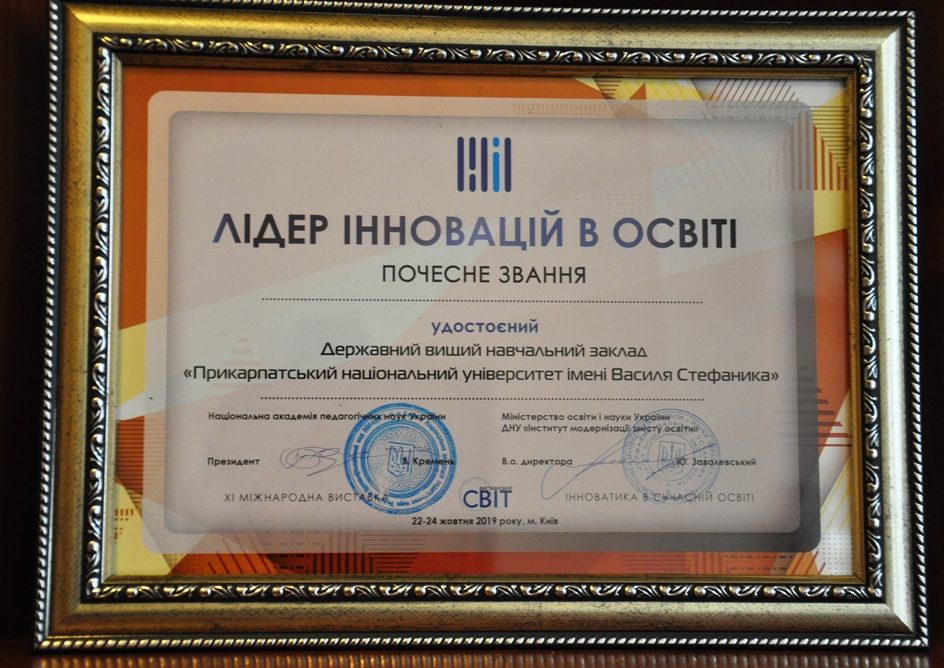 ЛІДЕР ІННОВАЦІЙ В ОСВІТІ
ПОЧЕСНЕ ЗВАННЯ
удостоєний
Державний вищий навчальний заклад
«Прикарпатський національний університет імені Василя Стефаника»
Національна академія педагогічних наук України
Президент В. Кремень
Міністерство освіти і науки України
ДНУ «Інститут модернізації змісту освіти»
В.о. директора Ю. Завалевський
XI МІЖНАРОДНА ВИСТАВКА
виставковий
СВІТ
ІННОВАТИКА В СУЧАСНІЙ ОСВІТІ
22-24 жовтня 2019 року, м. Київ